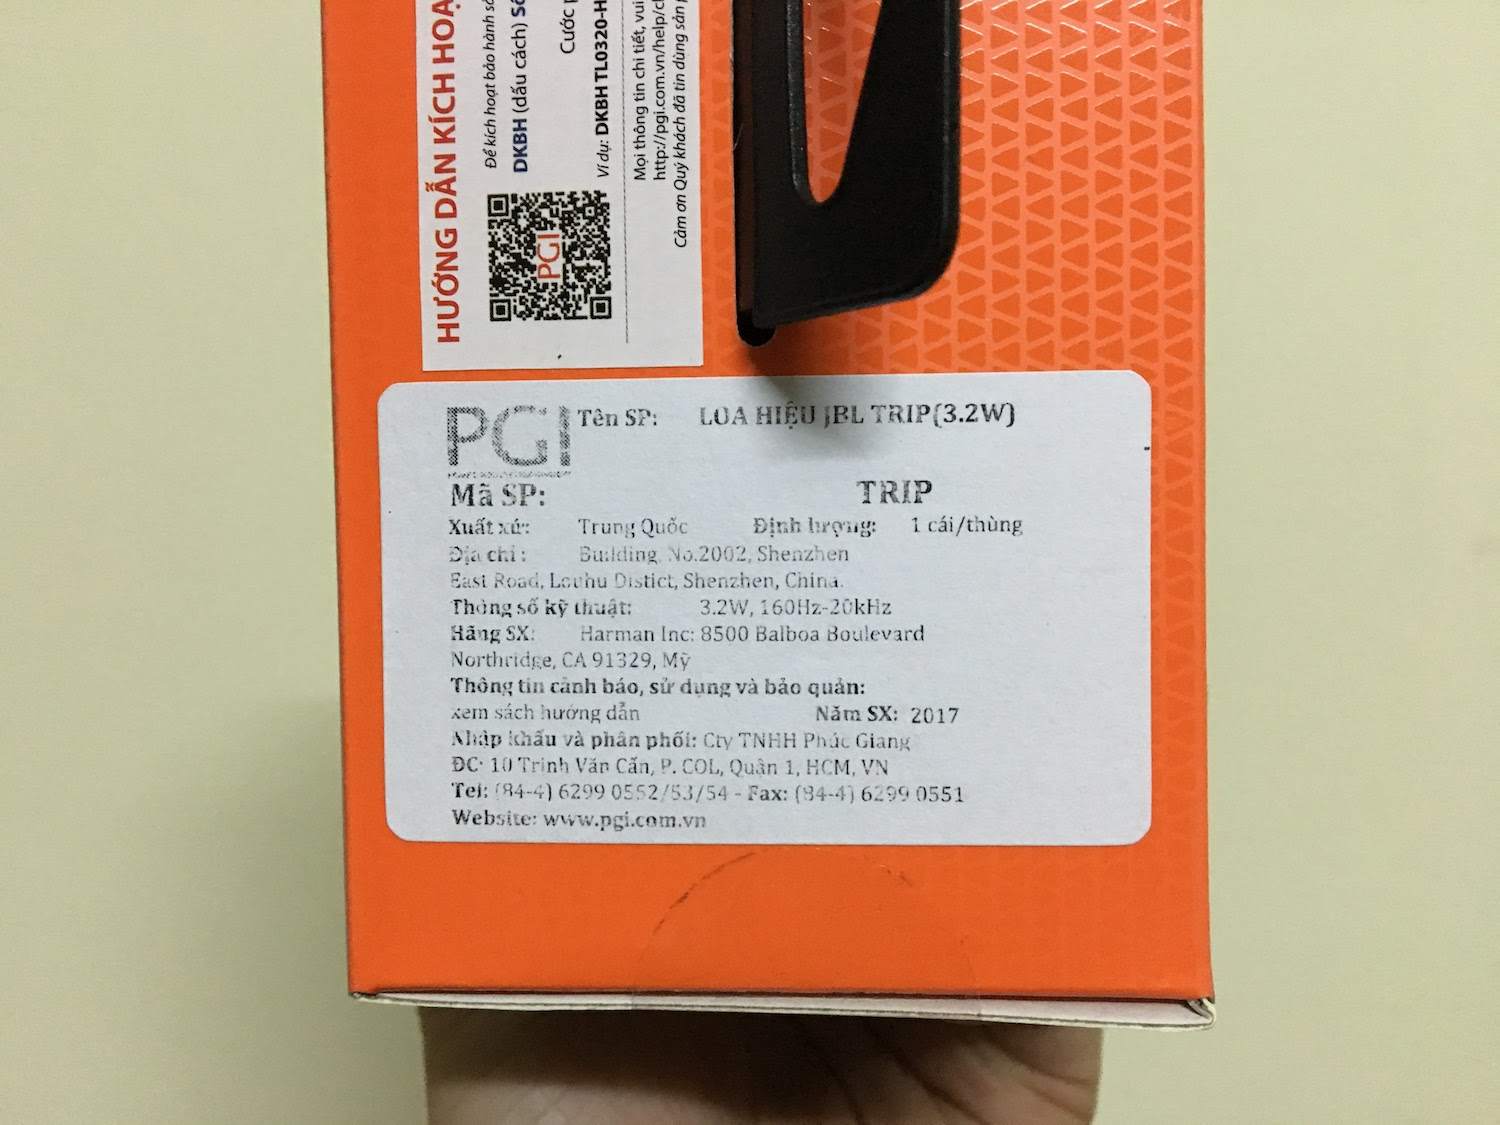 HƯỚNG DẪN KÍCH HOẠ
Để kích hoạt bảo hành
DKBH (dấu cách)
Cước
Ví dụ: DKBH TL0320-H
Mọi thông tin chi tiết, vui
http://pgi.com.vn/help/
Cảm ơn Quý khách đã tin dùng sản
PGI
PGI Tên SP: LOA HIỆU JBL TRIP(3.2W)
Mã SP: TRIP
Xuất xứ: Trung Quốc Định lượng: 1 cái/thùng
Địa chỉ: Building, No.2002, Shenzhen
East Road, Louhu Distict, Shenzhen, China.
Thông số kỹ thuật: 3.2W, 160Hz-20kHz
Hãng SX: Harman Inc: 8500 Balboa Boulevard
Northridge, CA 91329, Mỹ
Thông tin cảnh báo, sử dụng và bảo quản:
xem sách hướng dẫn Năm SX: 2017
Nhập khẩu và phân phối: Cty TNHH Phúc Giang
ĐC: 10 Trịnh Văn Cấn, P. COL, Quận 1, HCM, VN
Tel: (84-4) 6299 0552/53/54 - Fax: (84-4) 6299 0551
Website: www.pgi.com.vn